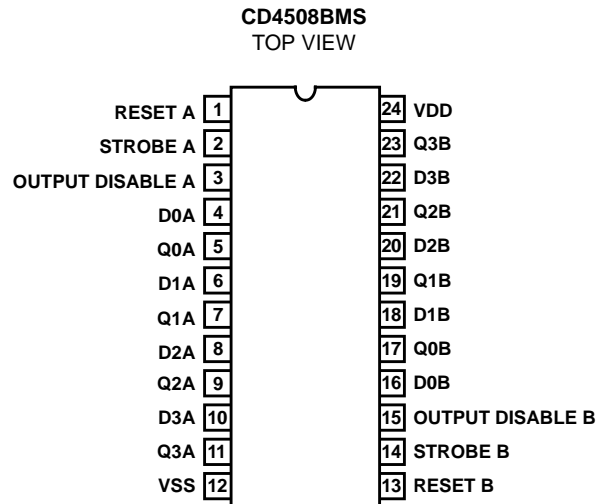 CD4508BMS
TOP VIEW
RESET A 1 24 VDD
STROBE A 2 23 Q3B
OUTPUT DISABLE A 3 22 D3B
D0A 4 21 Q2B
Q0A 5 20 D2B
D1A 6 19 Q1B
Q1A 7 18 D1B
D2A 8 17 Q0B
Q2A 9 16 D0B
D3A 10 15 OUTPUT DISABLE B
Q3A 11 14 STROBE B
VSS 12 13 RESET B